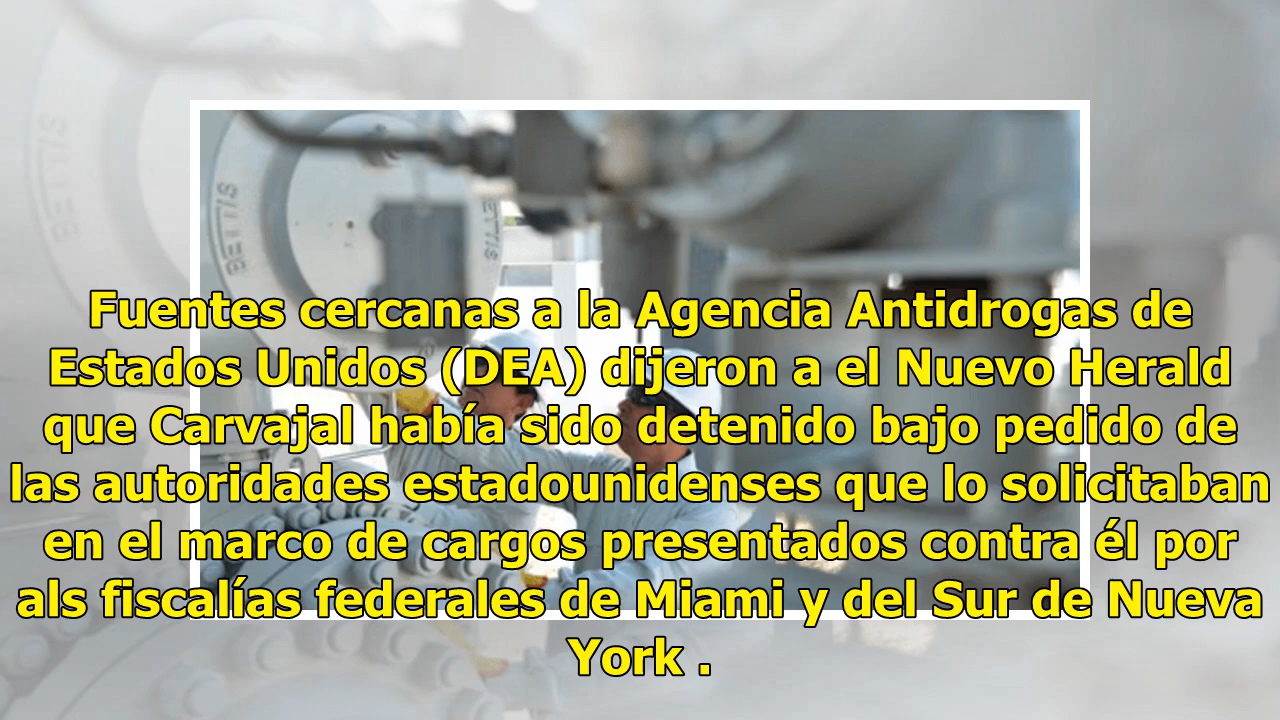 BETTIS
ETTIS
Fuentes cercanas a la Agencia Antidrogas de
Estados Unidos (DEA) dijeron a el Nuevo Herald
que Carvajal había sido detenido bajo pedido de
las autoridades estadounidenses que lo solicitaban
en el marco de cargos presentados contra él por
als fiscalías federales de Miami y del Sur de Nueva
York .